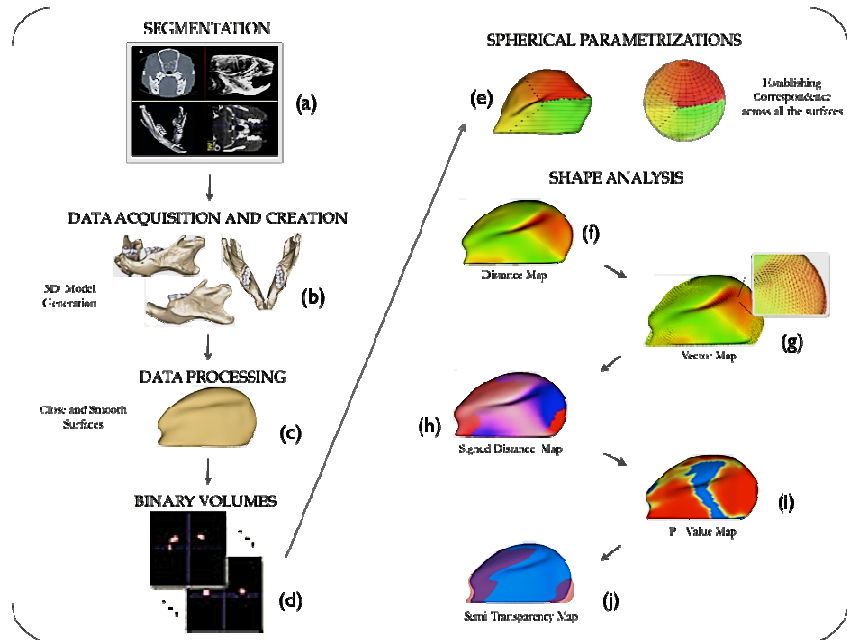 SEGMENTATION
(a)
DATA ACQUISITION AND CREATION
3D Model
Generation
(b)
DATA PROCESSING
Close and Smooth
Surfaces
(c)
BINARY VOLUMES
(d)
SPHERICAL PARAMETRIZATIONS
(e)
Establishing
Correspondence
across all the surfaces
SHAPE ANALYSIS
(f)
Distance Map
(g)
Vector Map
(h)
Signed Distance Map
(I)
P - Value Map
(j)
Semi Transparency Map